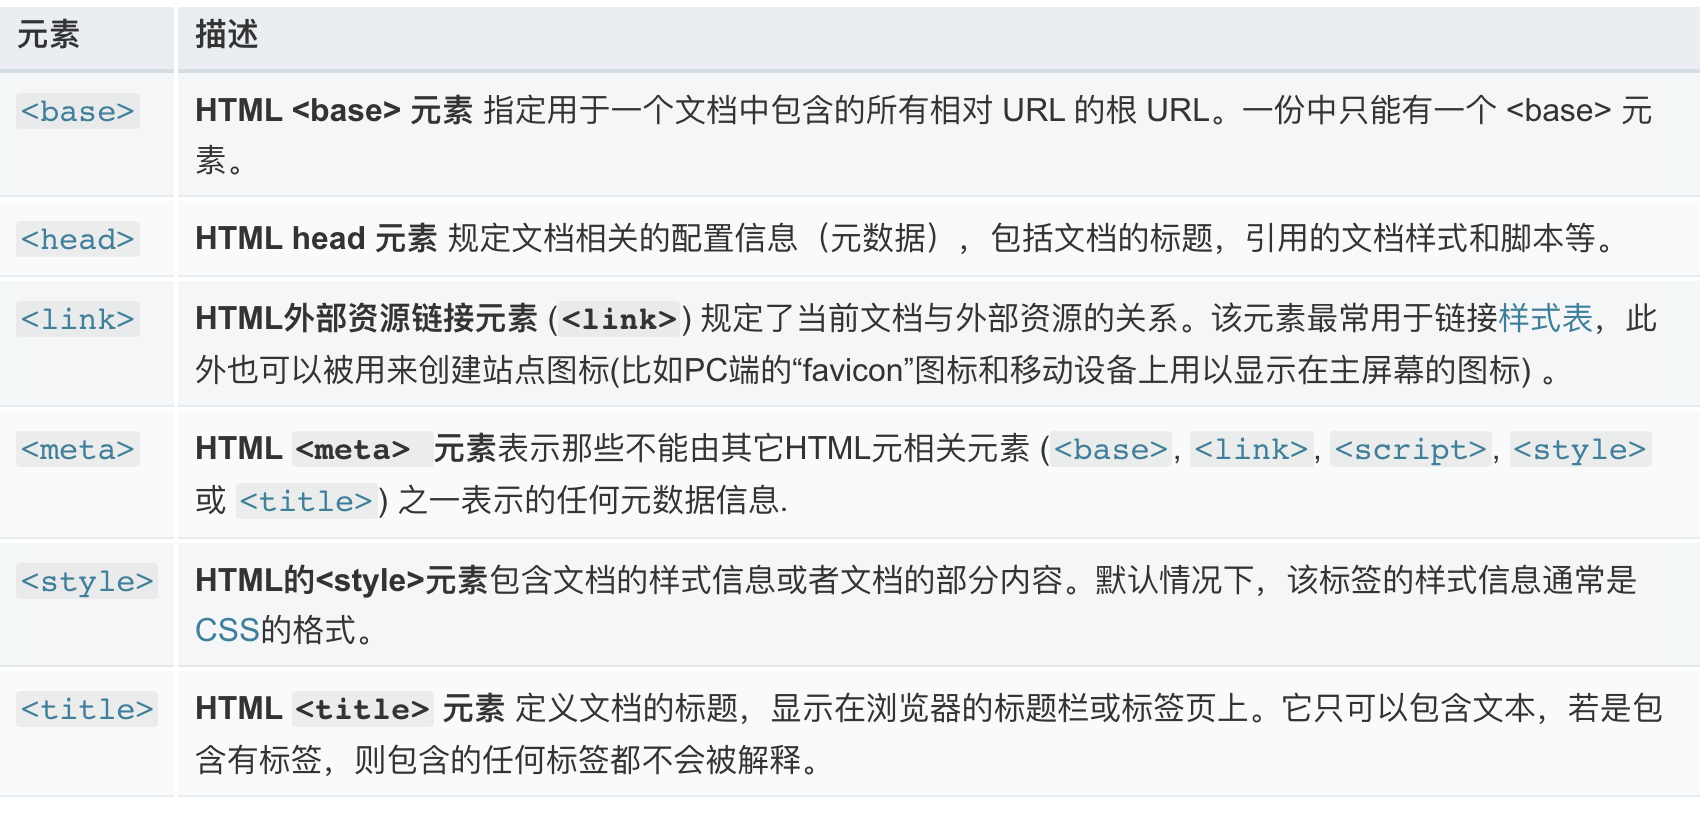 元素 描述
<base> HTML <base> 元素 指定用于一个文档中包含的所有相对 URL 的根 URL。一份中只能有一个 <base> 元
素。
<head> HTML head 元素 规定文档相关的配置信息（元数据），包括文档的标题，引用的文档样式和脚本等。
<link> HTML外部资源链接元素 (<link>) 规定了当前文档与外部资源的关系。该元素最常用于链接样式表，此
外也可以被用来创建站点图标(比如PC端的“favicon”图标和移动设备上用以显示在主屏幕的图标) 。
<meta> HTML <meta> 元素表示那些不能由其它HTML元相关元素 (<base>, <link>, <script>, <style>
或 <title>) 之一表示的任何元数据信息.
<style> HTML的<style>元素包含文档的样式信息或者文档的部分内容。默认情况下，该标签的样式信息通常是
CSS的格式。
<title> HTML <title> 元素 定义文档的标题，显示在浏览器的标题栏或标签页上。它只可以包含文本，若是包
含有标签，则包含的任何标签都不会被解释。